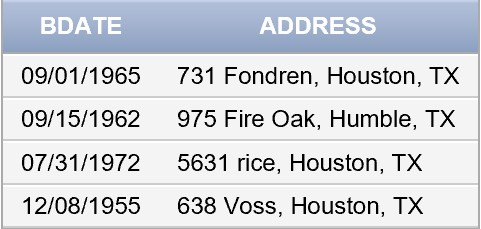 BDATE ADDRESS
09/01/1965 731 Fondren, Houston, TX
09/15/1962 975 Fire Oak, Humble, TX
07/31/1972 5631 rice, Houston, TX
12/08/1955 638 Voss, Houston, TX